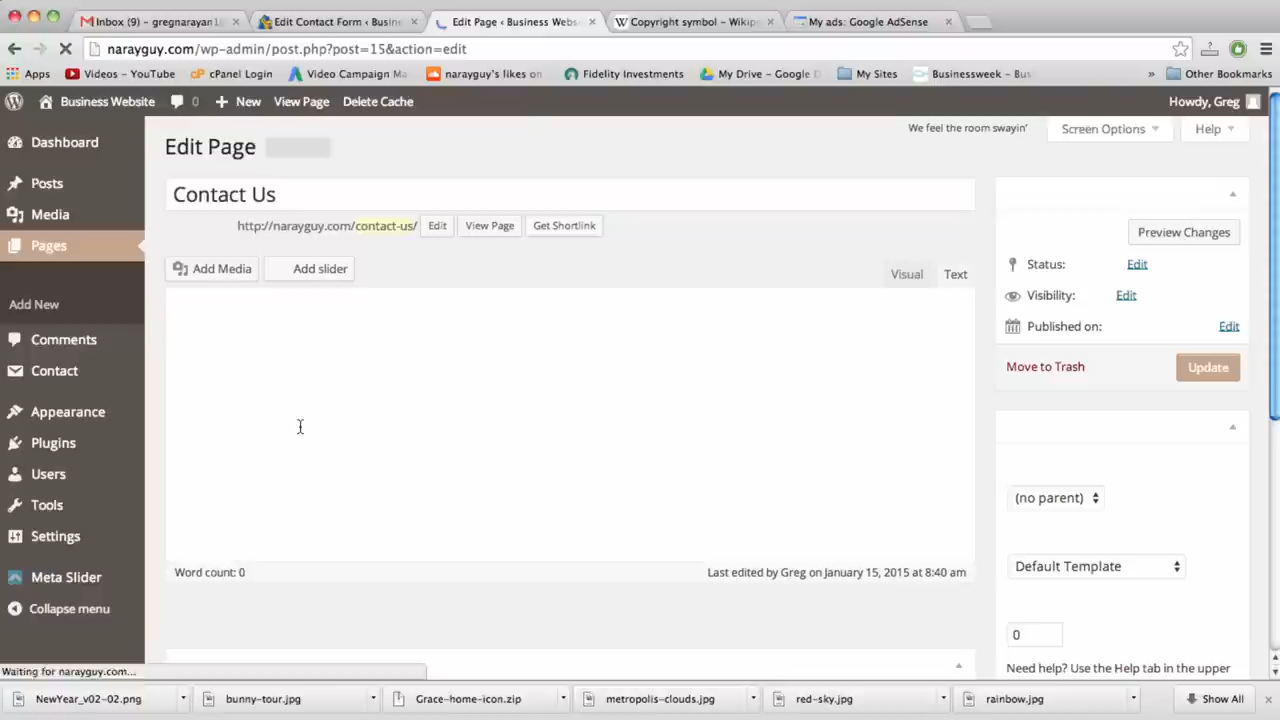 Inbox (9) – gregnarayan1
Edit Contact Form ‹ Busine
Edit Page ‹ Business Webs
Copyright symbol – Wikipe
My ads: Google AdSense
narayguy.com/wp-admin/post.php?post=15&action=edit
Apps
Videos – YouTube
cPanel Login
Video Campaign Ma
narayguy's likes on
Fidelity Investments
My Drive – Google D
My Sites
Businessweek – Bus
»
Other Bookmarks
Business Website
0
New
View Page
Delete Cache
Howdy, Greg
Dashboard
Posts
Media
Pages
Add New
Comments
Contact
Appearance
Plugins
Users
Tools
Settings
Meta Slider
Collapse menu
We feel the room swayin'
Screen Options
Help
Edit Page
Contact Us
http://narayguy.com/contact-us/
Edit
View Page
Get Shortlink
Add Media
Add slider
Visual
Text
Word count: 0
Last edited by Greg on January 15, 2015 at 8:40 am
Preview Changes
Status:
Edit
Visibility:
Edit
Published on:
Edit
Move to Trash
Update
(no parent)
Default Template
0
Need help? Use the Help tab in the upper
Waiting for narayguy.com...
NewYear_v02-02.png
bunny-tour.jpg
Grace-home-icon.zip
metropolis-clouds.jpg
red-sky.jpg
rainbow.jpg
Show All